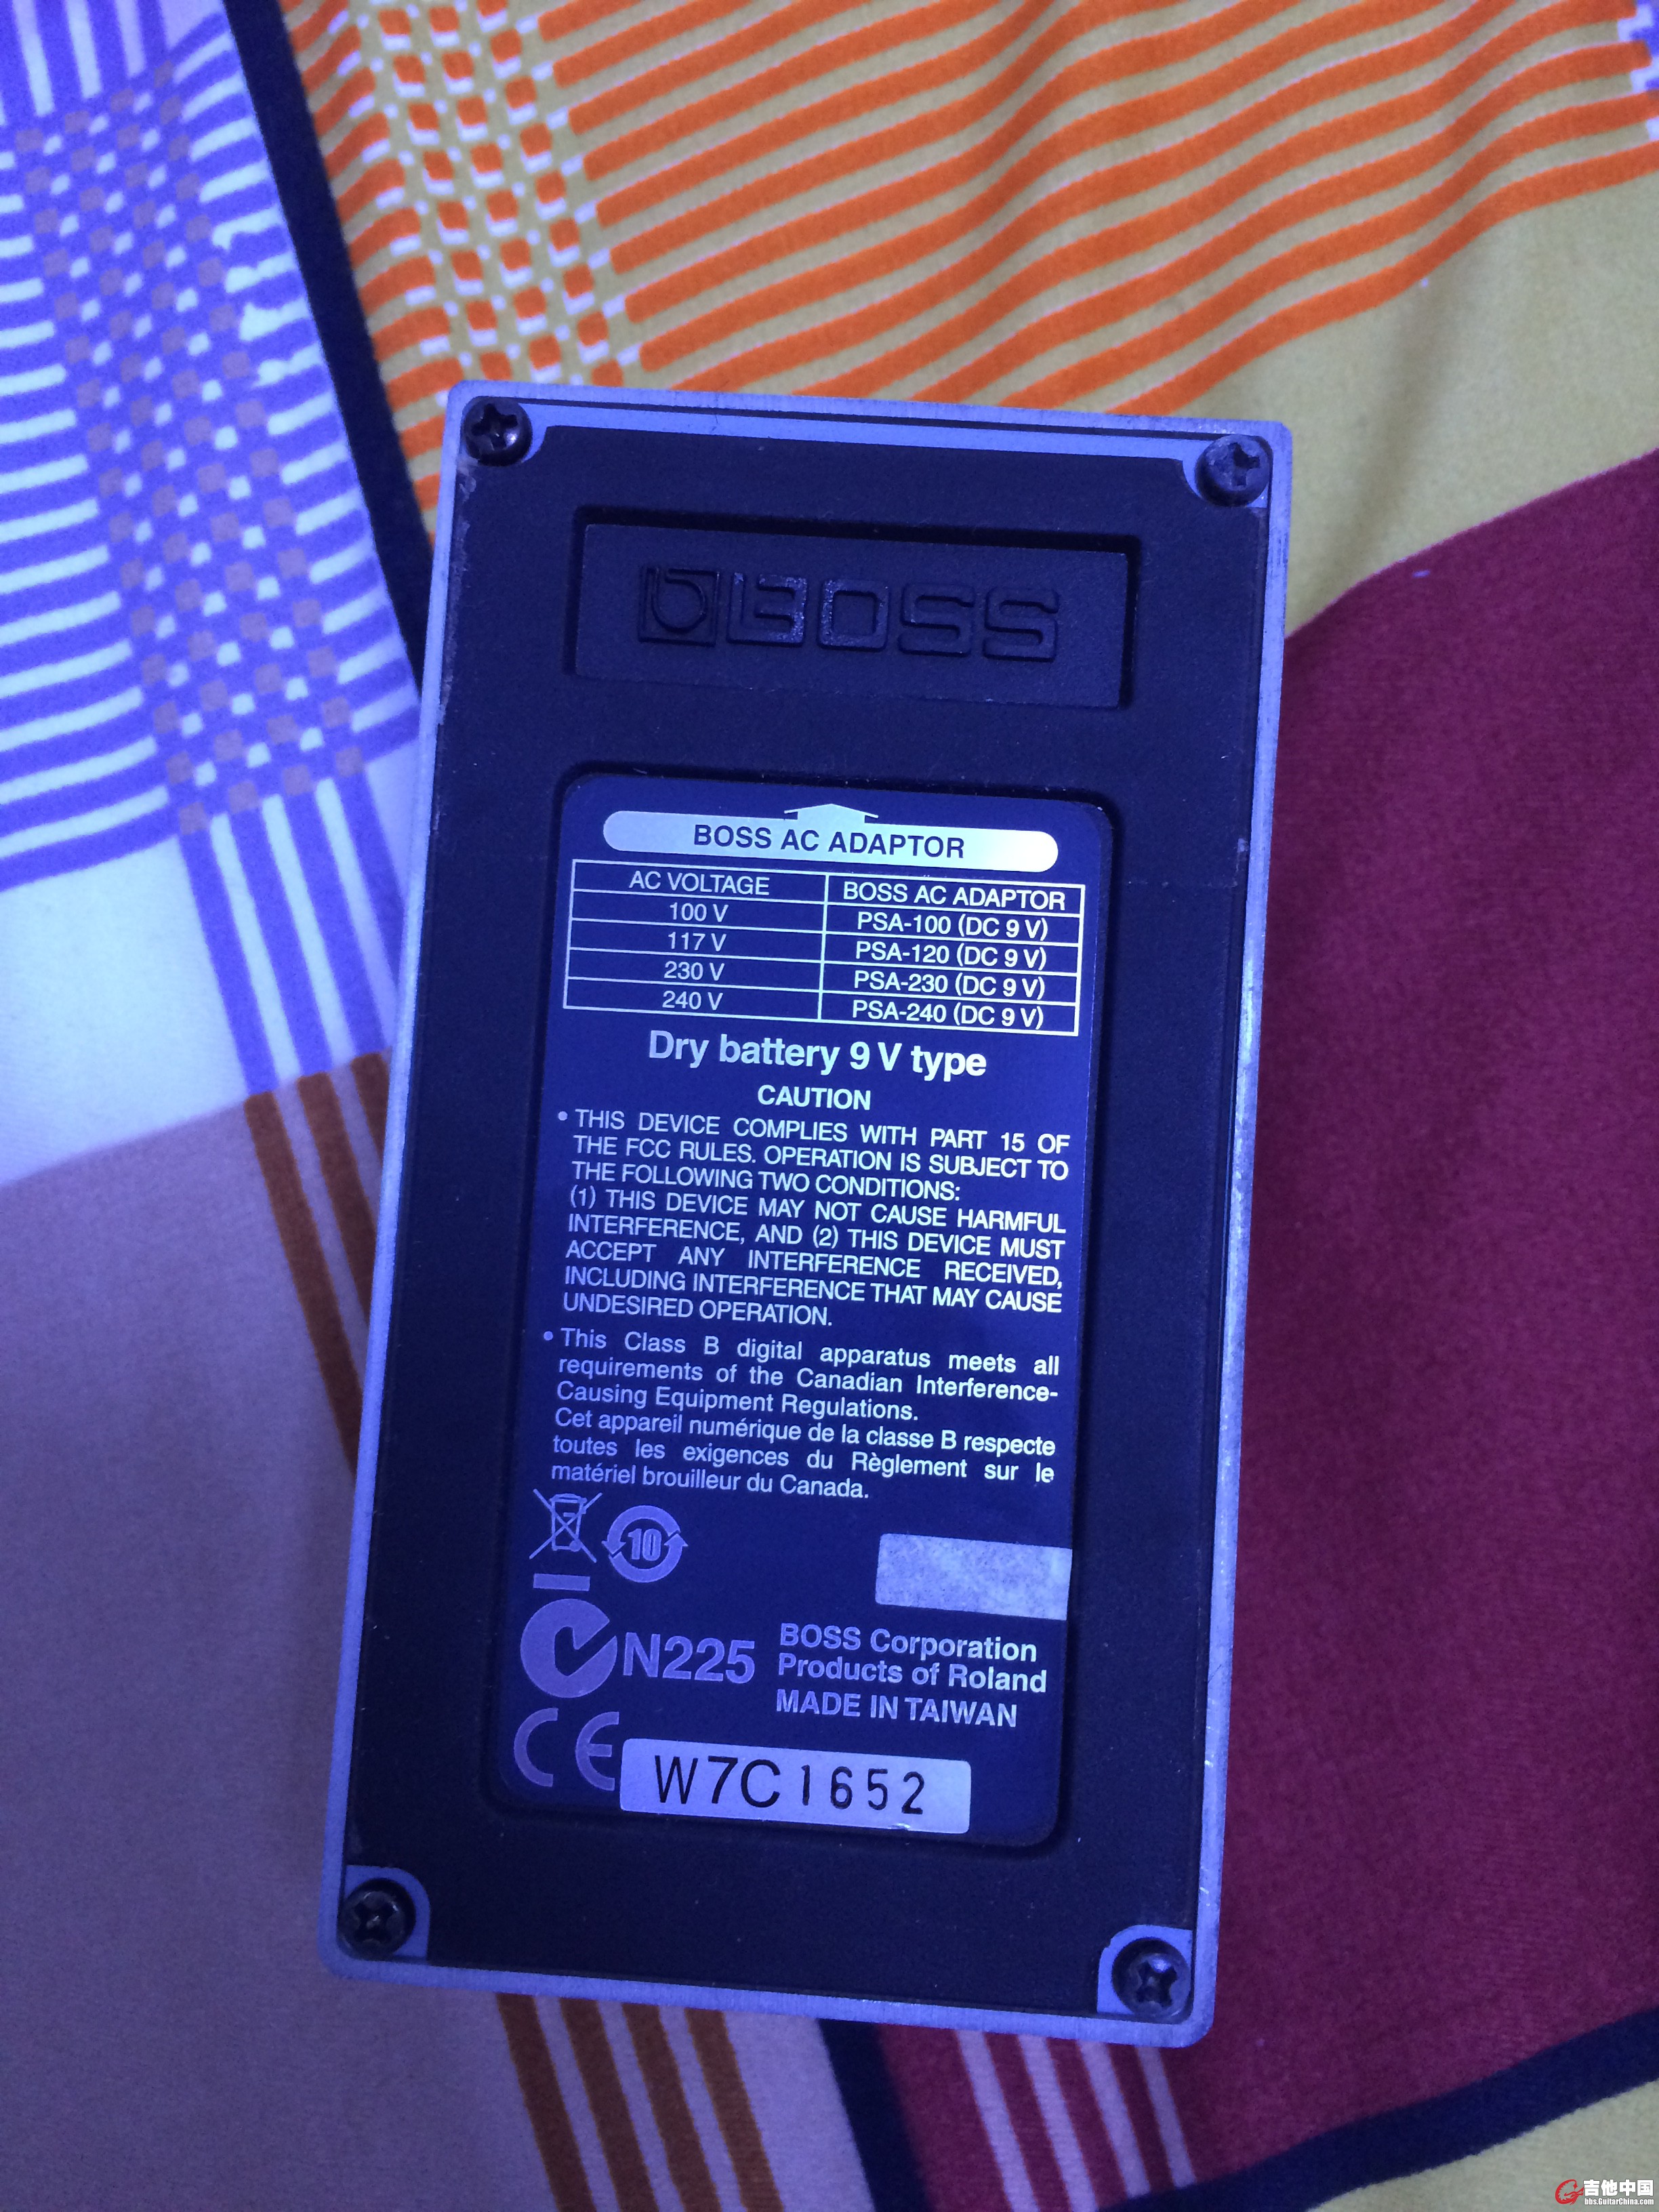 BOSS
BOSS AC ADAPTOR
AC VOLTAGE BOSS AC ADAPTOR
100 V PSA-100 (DC 9 V)
117 V PSA-120 (DC 9 V)
230 V PSA-230 (DC 9 V)
240 V PSA-240 (DC 9 V)
Dry battery 9 V type
CAUTION
• THIS DEVICE COMPLIES WITH PART 15 OF
THE FCC RULES. OPERATION IS SUBJECT TO
THE FOLLOWING TWO CONDITIONS:
(1) THIS DEVICE MAY NOT CAUSE HARMFUL
INTERFERENCE, AND (2) THIS DEVICE MUST
ACCEPT ANY INTERFERENCE RECEIVED,
INCLUDING INTERFERENCE THAT MAY CAUSE
UNDESIRED OPERATION.
• This Class B digital apparatus meets all
requirements of the Canadian Interference-
Causing Equipment Regulations.
Cet appareil numérique de la classe B respecte
toutes les exigences du Règlement sur le
matériel brouilleur du Canada.
10
N225
BOSS Corporation
Products of Roland
MADE IN TAIWAN
CE
W7C1652
吉他中国
bbs.GuitarChina.com